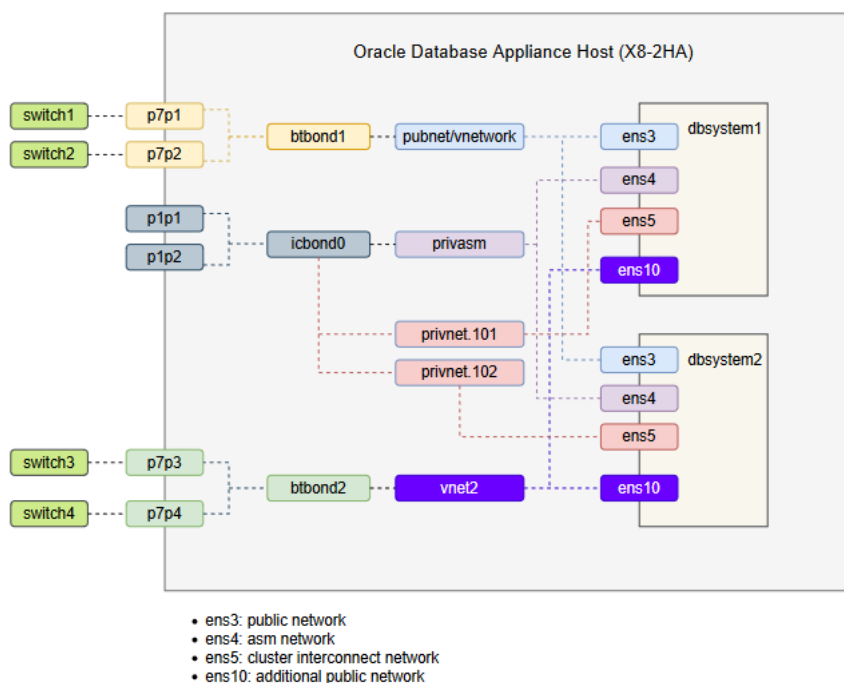 Oracle Database Appliance Host (X8-2HA)
switch1
p7p1
switch2
p7p2
btbond1
pubnet/vnetwork
ens3
dbsystem1
ens4
p1p1
p1p2
icbond0
privasm
ens5
ens10
privnet.101
privnet.102
ens3
dbsystem2
ens4
ens5
switch3
p7p3
switch4
p7p4
btbond2
vnet2
ens10
• ens3: public network
• ens4: asm network
• ens5: cluster interconnect network
• ens10: additional public network